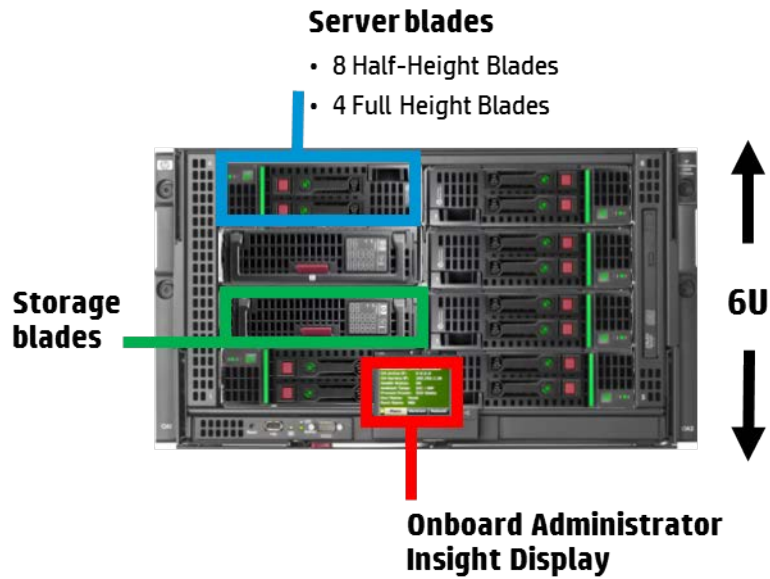 Server blades
• 8 Half-Height Blades
• 4 Full Height Blades
Storage
blades
6U
Onboard Administrator
Insight Display